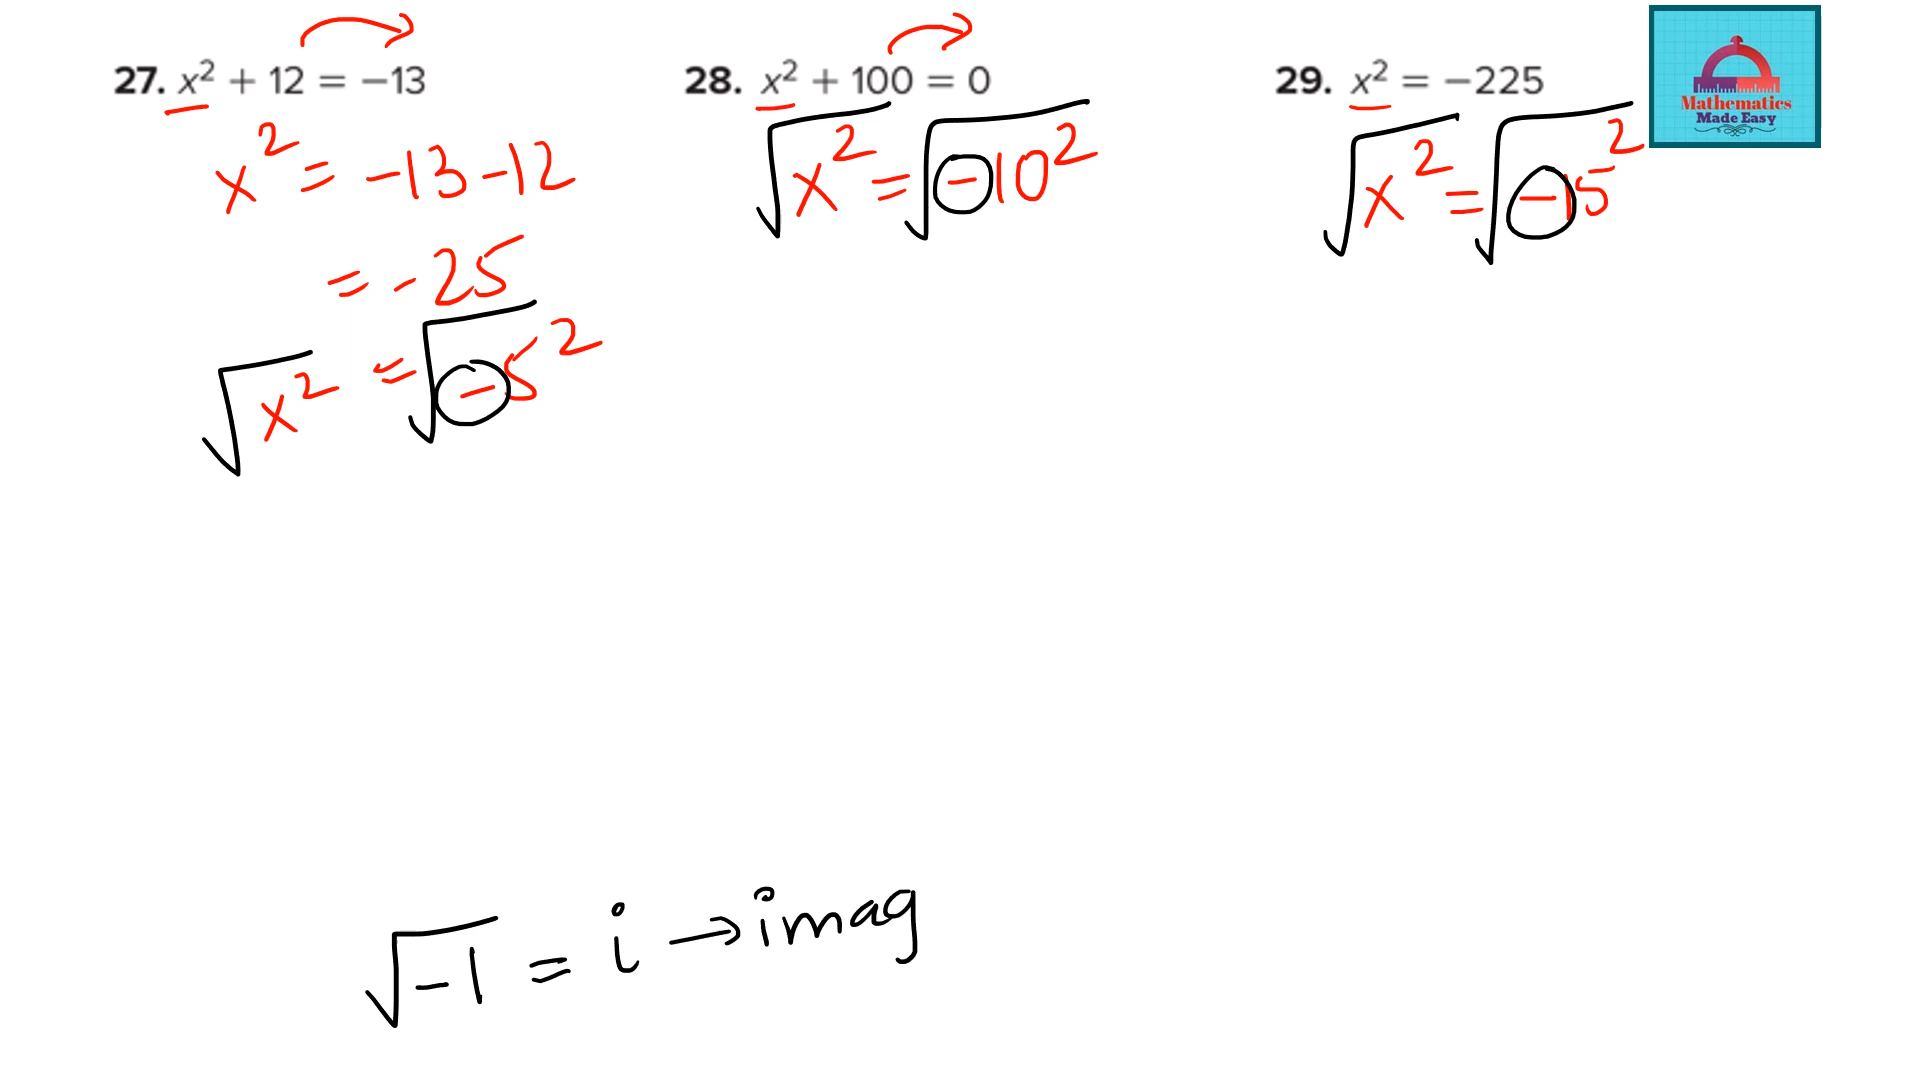 27. x² + 12 = −13
x² = −13 −12
= −25
√x² = √−5²
28. x² + 100 = 0
√x² = √−10²
29. x² = −225
√x² = √−15²
Mathematics
Made Easy
√−1 = i → imag